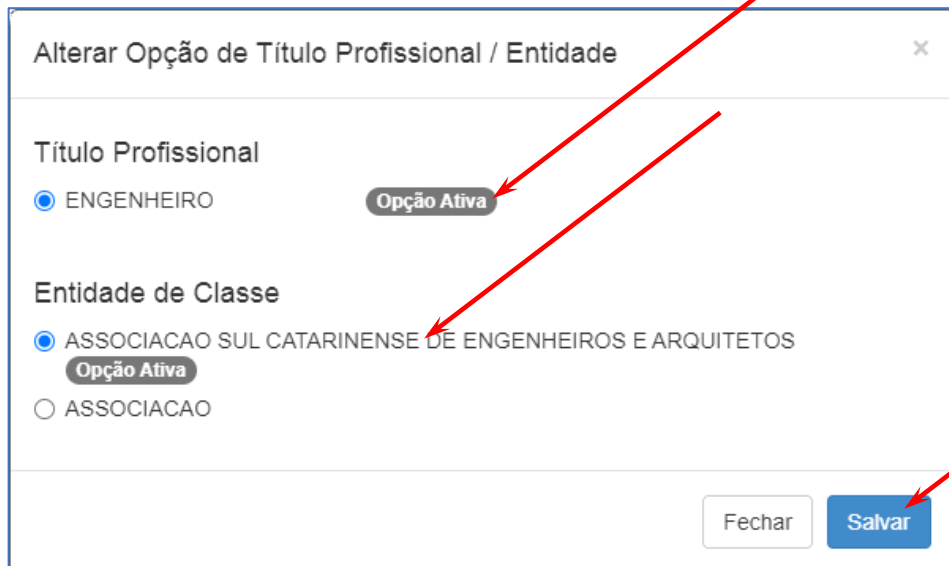 Alterar Opção de Título Profissional / Entidade
×
Título Profissional
ENGENHEIRO Opção Ativa
Entidade de Classe
ASSOCIACAO SUL CATARINENSE DE ENGENHEIROS E ARQUITETOS
Opção Ativa
ASSOCIACAO
Fechar Salvar